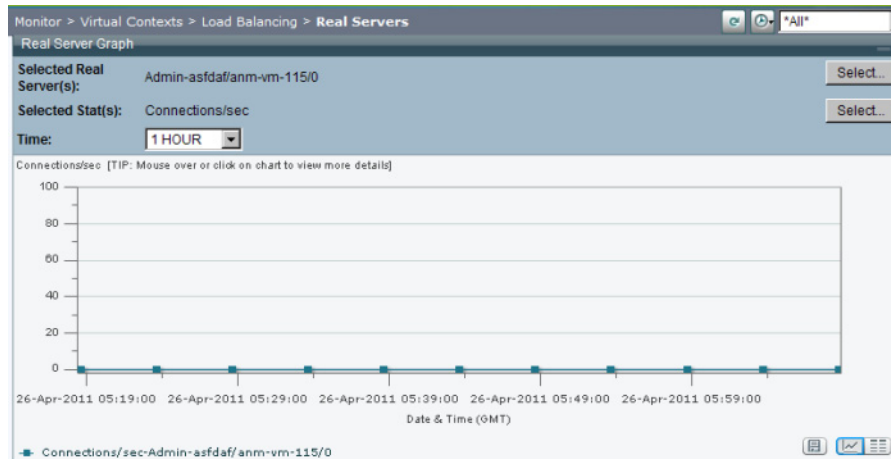 Monitor > Virtual Contexts > Load Balancing > Real Servers
*All*
Real Server Graph
Selected Real Server(s): Admin-asfdaf/anm-vm-115/0 Select...
Selected Stat(s): Connections/sec Select...
Time: 1 HOUR
Connections/sec [TIP: Mouse over or click on chart to view more details]
100
80
60
40
20
0
26-Apr-2011 05:19:00 26-Apr-2011 05:29:00 26-Apr-2011 05:39:00 26-Apr-2011 05:49:00 26-Apr-2011 05:59:00
Date & Time (GMT)
Connections/sec-Admin-asfdaf/anm-vm-115/0